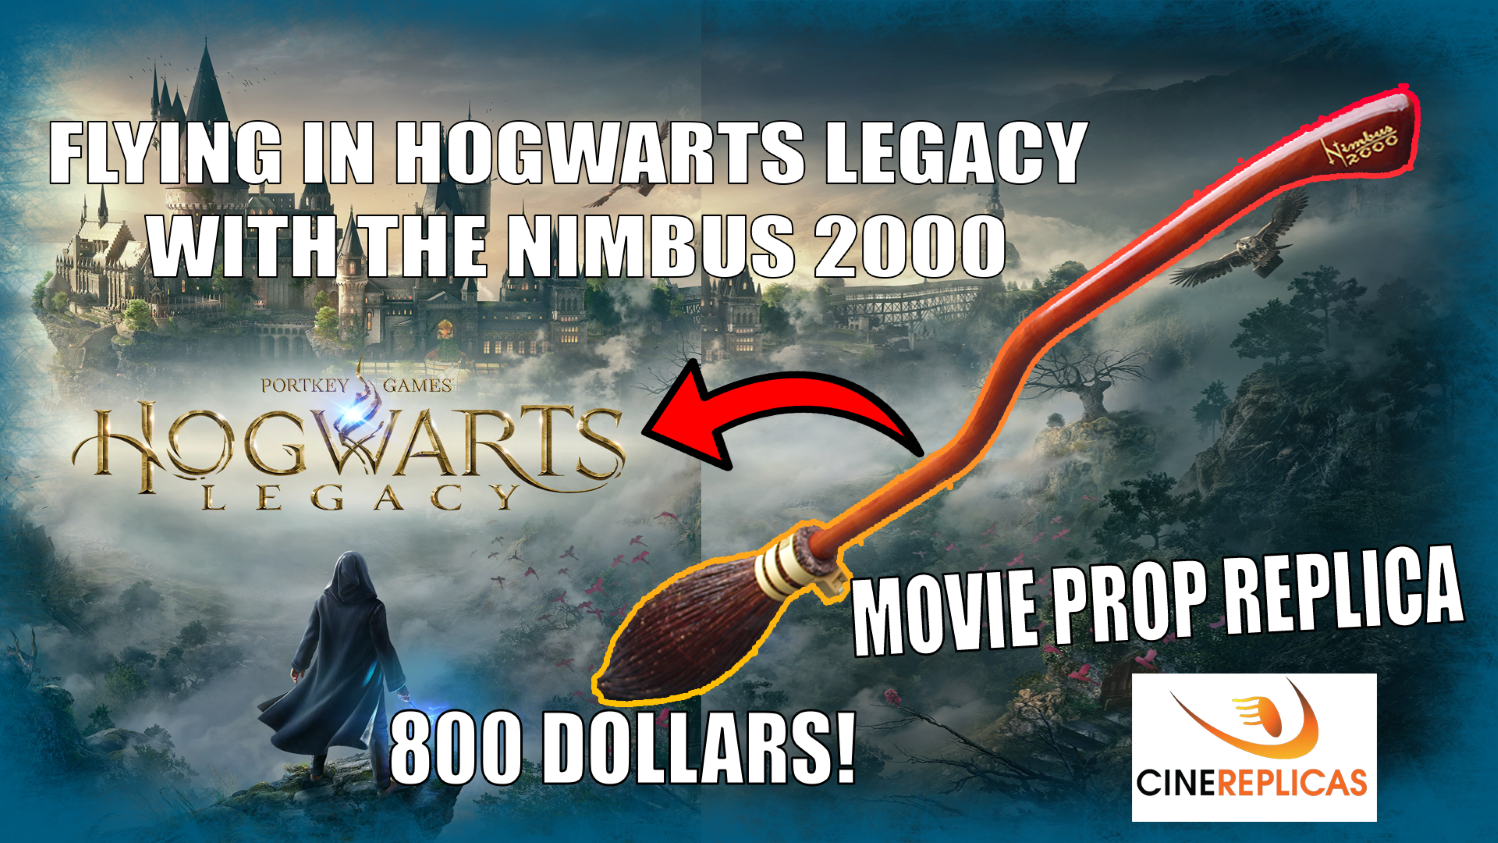 FLYING IN HOGWARTS LEGACY
WITH THE NIMBUS 2000
Nimbus
2000
PORTKEY GAMES
HOGWARTS
LEGACY
MOVIE PROP REPLICA
800 DOLLARS!
CINEREPLICAS